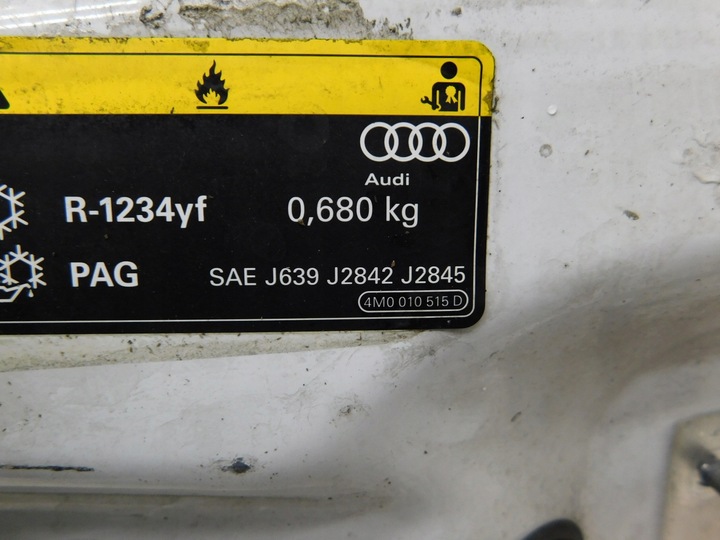 Audi
R-1234yf 0,680 kg
PAG SAE J639 J2842 J2845
4M0 010 515 D